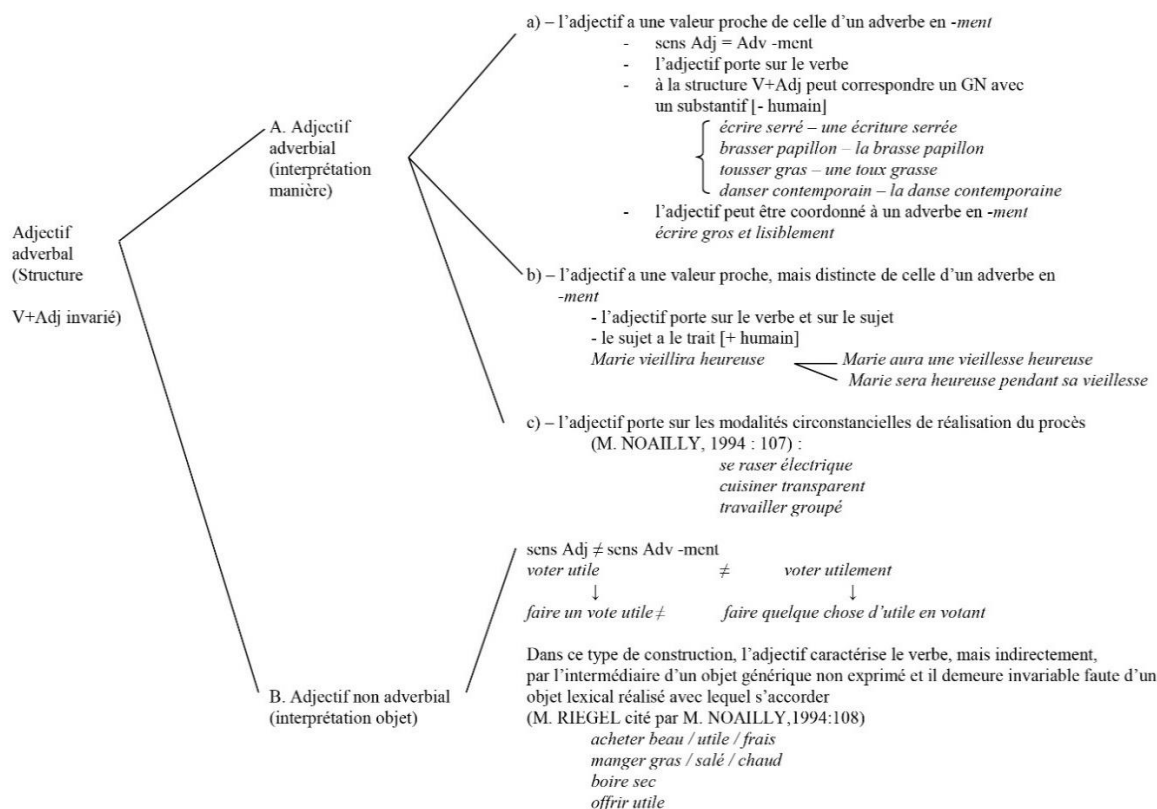 a) – l’adjectif a une valeur proche de celle d’un adverbe en -ment
- sens Adj = Adv -ment
- l’adjectif porte sur le verbe
- à la structure V+Adj peut correspondre un GN avec
un substantif [- humain]
écrire serré – une écriture serrée
brasser papillon – la brasse papillon
tousser gras – une toux grasse
danser contemporain – la danse contemporaine
- l’adjectif peut être coordonné à un adverbe en -ment
écrire gros et lisiblement
A. Adjectif
adverbial
(interprétation
manière)
Adjectif
adverbal
(Structure
V+Adj invarié)
b) – l’adjectif a une valeur proche, mais distincte de celle d’un adverbe en
-ment
- l’adjectif porte sur le verbe et sur le sujet
- le sujet a le trait [+ humain]
Marie vieillira heureuse
Marie aura une vieillesse heureuse
Marie sera heureuse pendant sa vieillesse
c) – l’adjectif porte sur les modalités circonstancielles de réalisation du procès
(M. NOAILLY, 1994 : 107) :
se raser électrique
cuisiner transparent
travailler groupé
sens Adj ≠ sens Adv -ment
voter utile ≠ voter utilement
↓ ↓
faire un vote utile ≠ faire quelque chose d’utile en votant
Dans ce type de construction, l’adjectif caractérise le verbe, mais indirectement,
par l’intermédiaire d’un objet générique non exprimé et il demeure invariable faute d’un
objet lexical réalisé avec lequel s’accorder
(M. RIEGEL cité par M. NOAILLY,1994:108)
acheter beau / utile / frais
manger gras / salé / chaud
boire sec
offrir utile
B. Adjectif non adverbial
(interprétation objet)